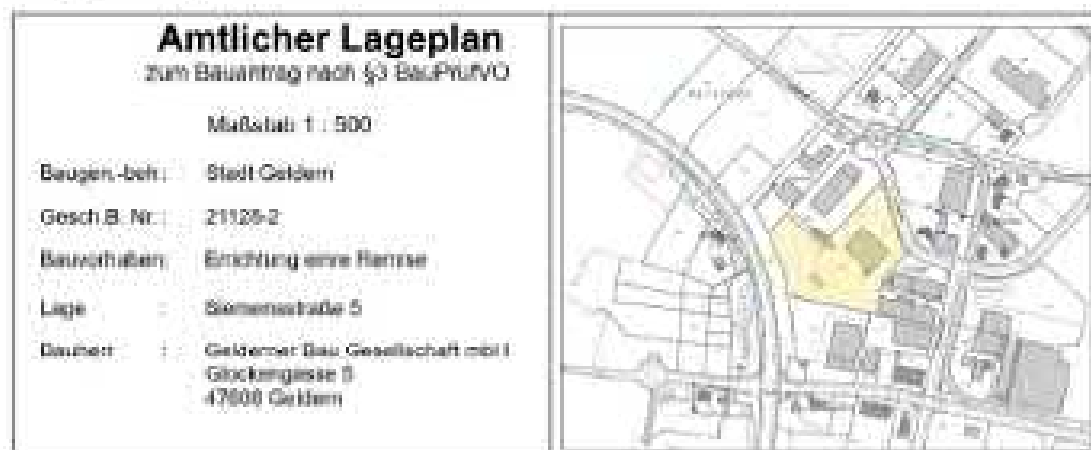 Amtlicher Lageplan
zum Bauantrag nach §3 BauPrüfVO
Maßstab 1 : 500
Baugen.-beh.: Stadt Geldern
Gesch.B. Nr.: 21128-2
Bauvorhaben: Errichtung einre Remise
Lage : Siemensstraße 5
Bauherr : Gelderner Bau Gesellschaft mbH
Glockengasse 5
47608 Geldern